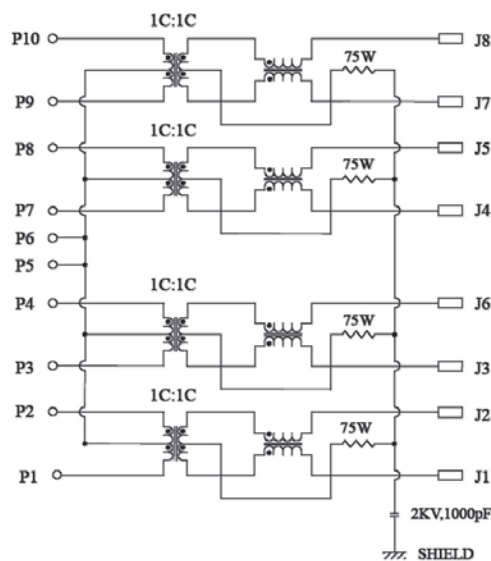 1C:1C
P10
J8
75W
P9
J7
1C:1C
P8
J5
75W
P7
J4
P6
P5
1C:1C
P4
J6
75W
P3
J3
1C:1C
P2
J2
75W
P1
J1
2KV,1000pF
SHIELD